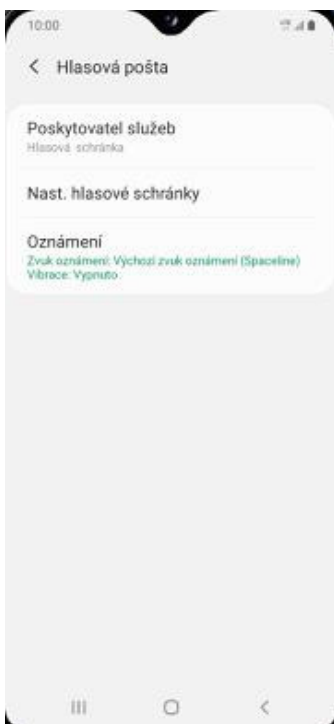 10:00
Hlasová pošta
Poskytovatel služeb
Hlasová schránka
Nast. hlasové schránky
Oznámení
Zvuk oznámení: Výchozí zvuk oznámení (Spaceline)
Vibrace: Vypnuto